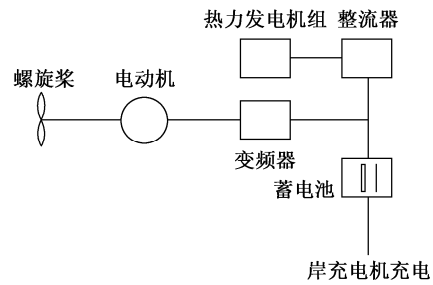 热力发电机组 整流器
螺旋桨 电动机
变频器
蓄电池
岸充电机充电